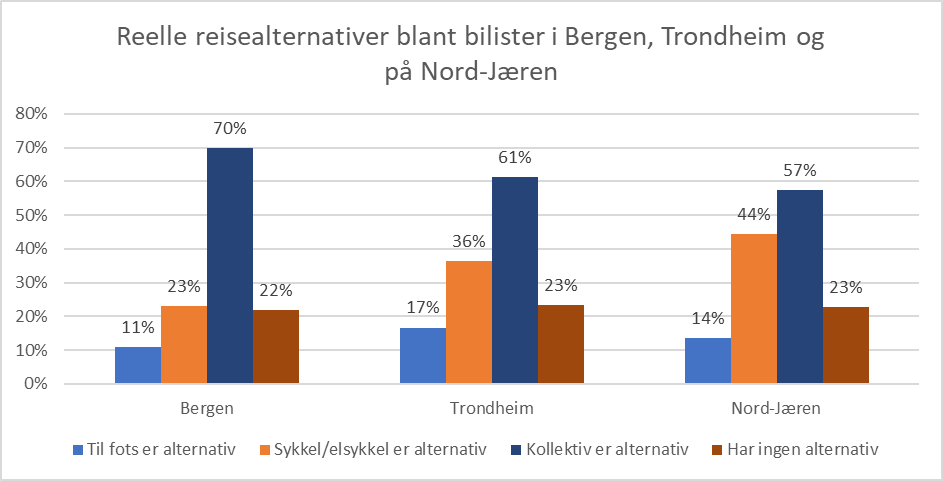 Reelle reisealternativer blant bilister i Bergen, Trondheim og
på Nord-Jæren
80%
70%
60%
50%
40%
30%
20%
10%
0%
11%
23%
70%
22%
17%
36%
61%
23%
14%
44%
57%
23%
Bergen
Trondheim
Nord-Jæren
Til fots er alternativ
Sykkel/elsykkel er alternativ
Kollektiv er alternativ
Har ingen alternativ